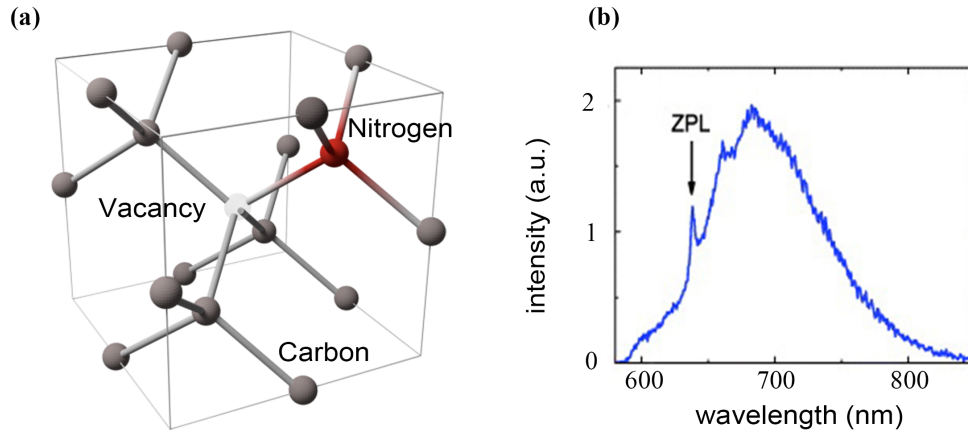 (a)
Nitrogen
Vacancy
Carbon
(b)
2
ZPL
1
0
600 700 800
intensity (a.u.)
wavelength (nm)